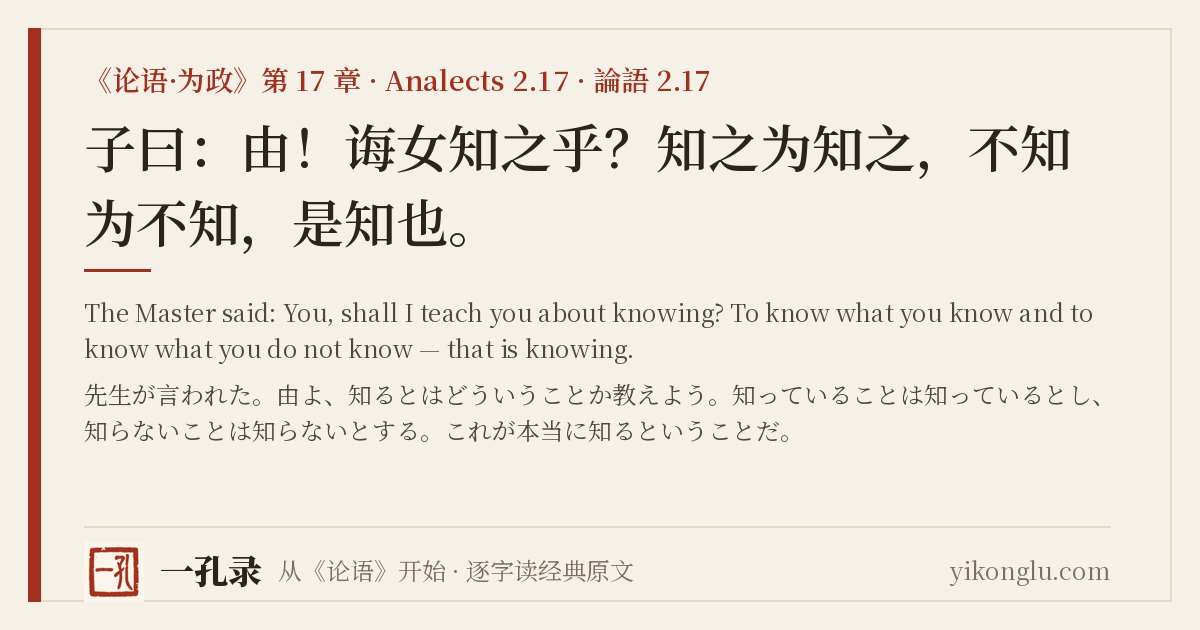 《论语·为政》第 17 章 · Analects 2.17 · 論語 2.17
子曰：由！诲女知之乎？知之为知之，不知
为不知，是知也。
The Master said: You, shall I teach you about knowing? To know what you know and to
know what you do not know — that is knowing.
先生が言われた。由よ、知るとはどういうことか教えよう。知っていることは知っているとし、
知らないことは知らないとする。これが本当に知るということだ。
一孔
一孔录 从《论语》开始 · 逐字读经典原文 yikonglu.com